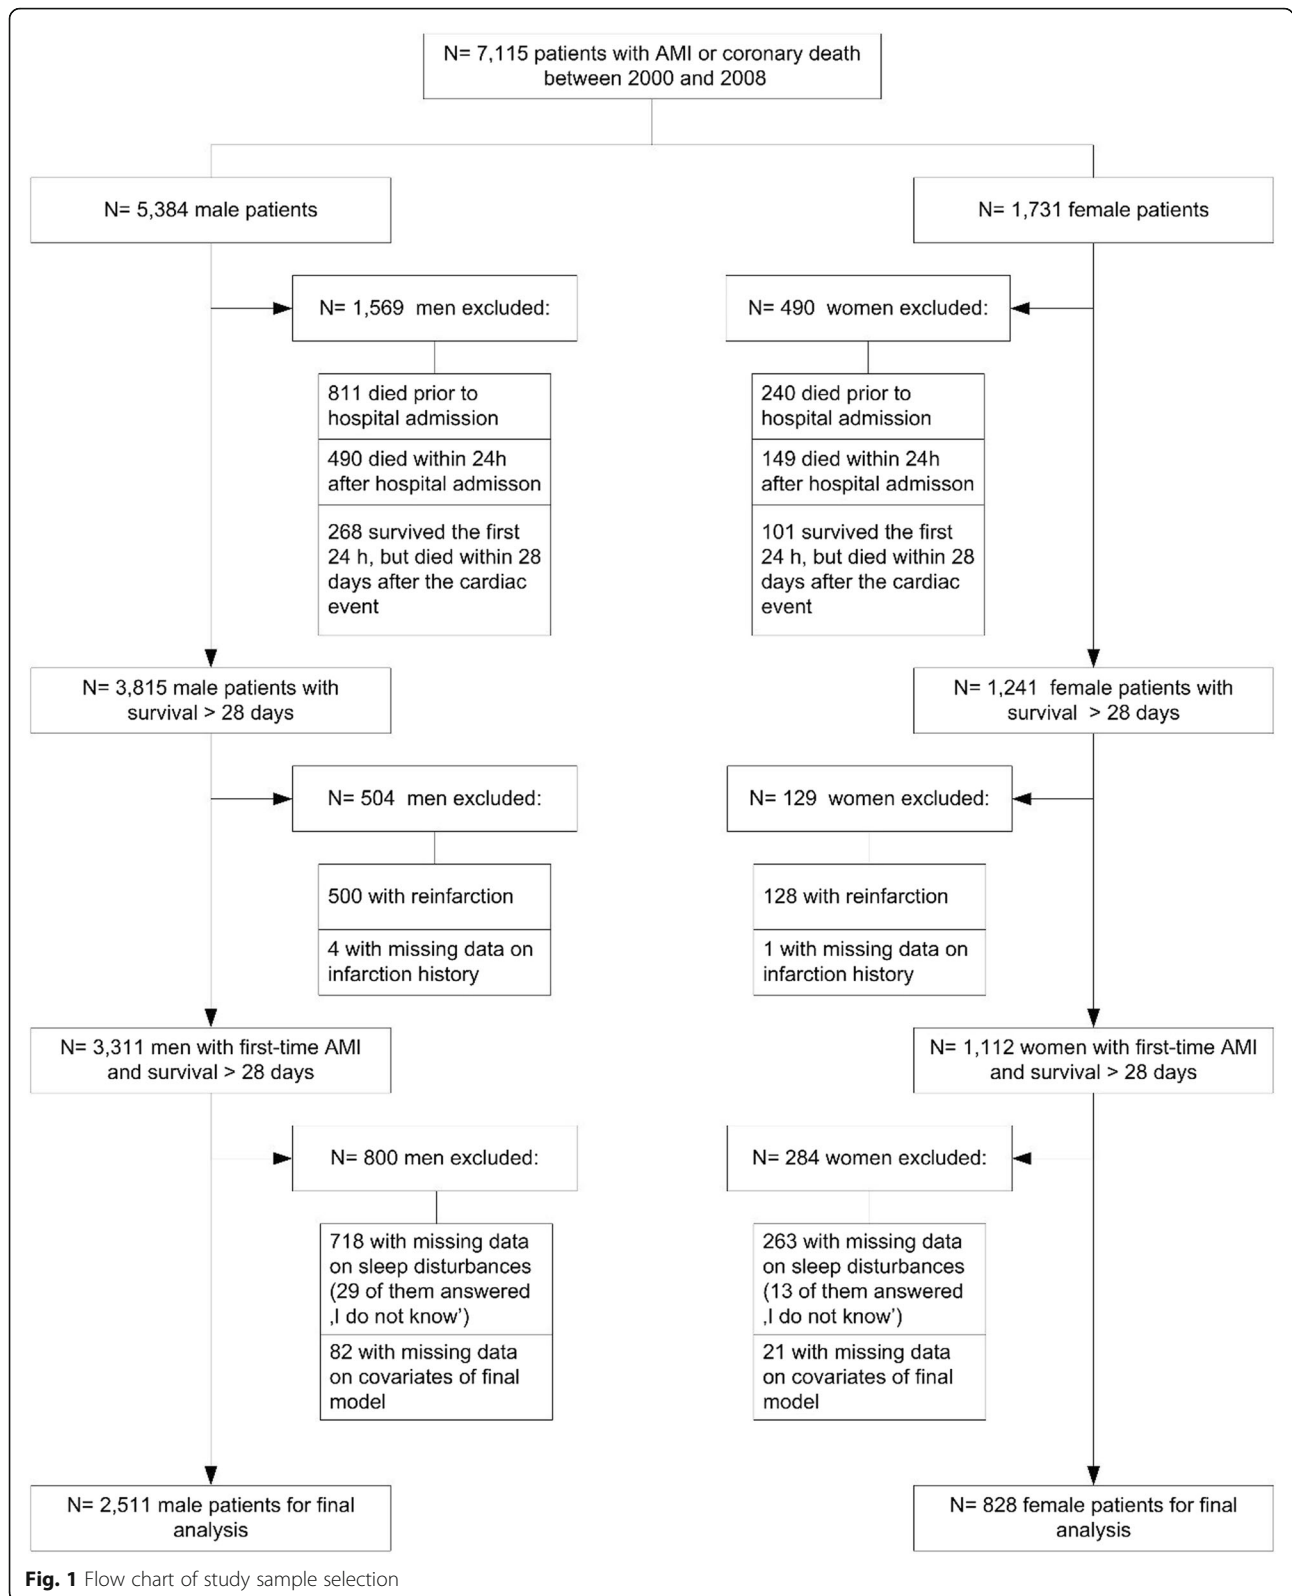 N= 7,115 patients with AMI or coronary death
between 2000 and 2008
N= 5,384 male patients
N= 1,731 female patients
N= 1,569 men excluded:
N= 490 women excluded:
811 died prior to
hospital admission
240 died prior to
hospital admission
490 died within 24h
after hospital admisson
149 died within 24h
after hospital admisson
268 survived the first
24 h, but died within 28
days after the cardiac
event
101 survived the first
24 h, but died within 28
days after the cardiac
event
N= 3,815 male patients with
survival > 28 days
N= 1,241 female patients with
survival > 28 days
N= 504 men excluded:
N= 129 women excluded:
500 with reinfarction
128 with reinfarction
4 with missing data on
infarction history
1 with missing data on
infarction history
N= 3,311 men with first-time AMI
and survival > 28 days
N= 1,112 women with first-time AMI
and survival > 28 days
N= 800 men excluded:
N= 284 women excluded:
718 with missing data
on sleep disturbances
(29 of them answered
‚I do not know’)
263 with missing data
on sleep disturbances
(13 of them answered
‚I do not know’)
82 with missing data
on covariates of final
model
21 with missing data
on covariates of final
model
N= 2,511 male patients for final
analysis
N= 828 female patients for final
analysis
Fig. 1 Flow chart of study sample selection